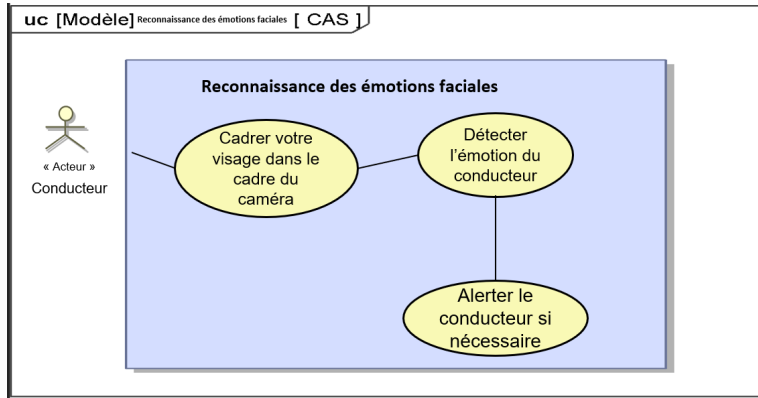 uc [Modèle] Reconnaissance des émotions faciales [ CAS ]
Reconnaissance des émotions faciales
« Acteur »
Conducteur
Cadrer votre
visage dans le
cadre du
caméra
Détecter
l'émotion du
conducteur
Alerter le
conducteur si
nécessaire